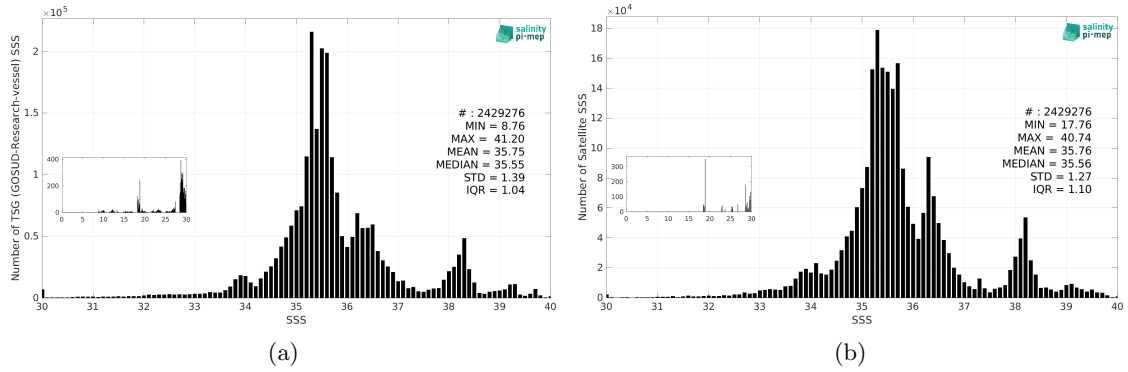 ×10⁵
salinity
pi-mep
Number of TSG (GOSUD-Research-vessel) SSS
2
1.5
1
0.5
0
# : 2429276
MIN = 8.76
MAX = 41.20
MEAN = 35.75
MEDIAN = 35.55
STD = 1.39
IQR = 1.04
400
200
0
0 5 10 15 20 25 30
30 31 32 33 34 35 36 37 38 39 40
SSS
(a)
×10⁴
salinity
pi-mep
Number of Satellite SSS
18
16
14
12
10
8
6
4
2
0
# : 2429276
MIN = 17.76
MAX = 40.74
MEAN = 35.76
MEDIAN = 35.56
STD = 1.27
IQR = 1.10
300
200
100
0
0 5 10 15 20 25 30
30 31 32 33 34 35 36 37 38 39 40
SSS
(b)